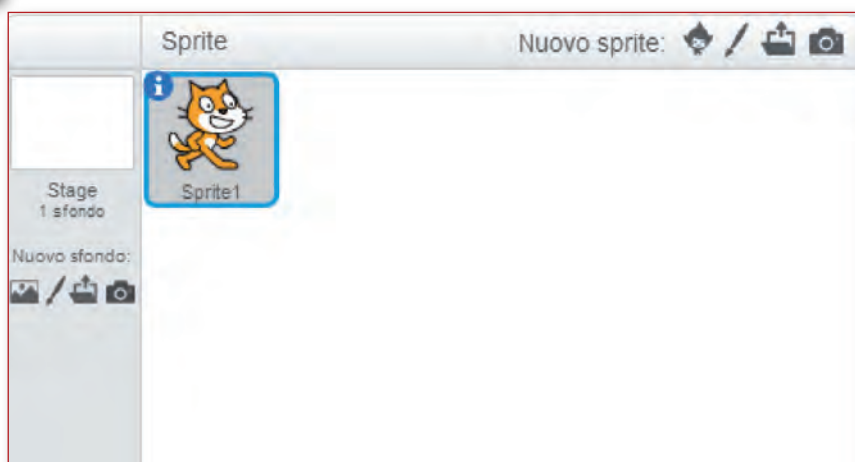 Sprite
Nuovo sprite:
Sprite1
Stage
1 sfondo
Nuovo sfondo: